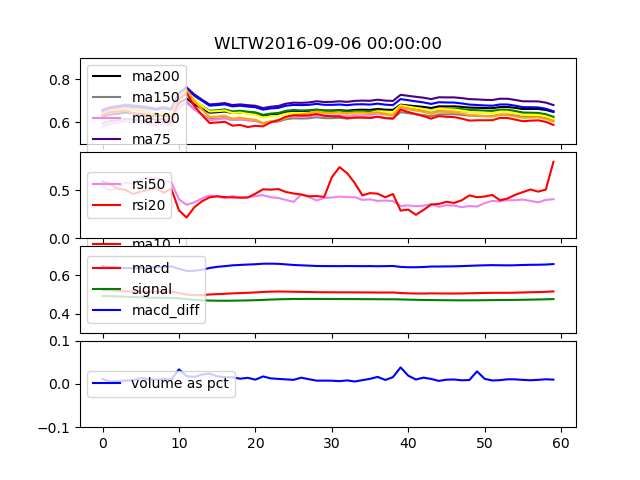 WLTW2016-09-06 00:00:00
0.8
0.6
ma200
ma150
ma100
ma75
0.5
0.0
rsi50
rsi20
ma10
0.6
0.4
macd
signal
macd_diff
0.1
0.0
−0.1
volume as pct
0 10 20 30 40 50 60